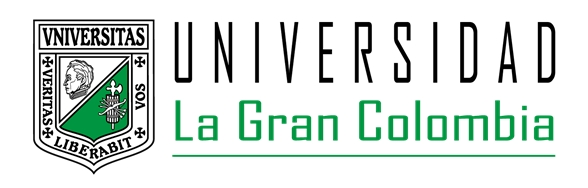 VNIVERSITAS
VERITAS
LIBERABIT
VOS
UNIVERSIDAD
La Gran Colombia